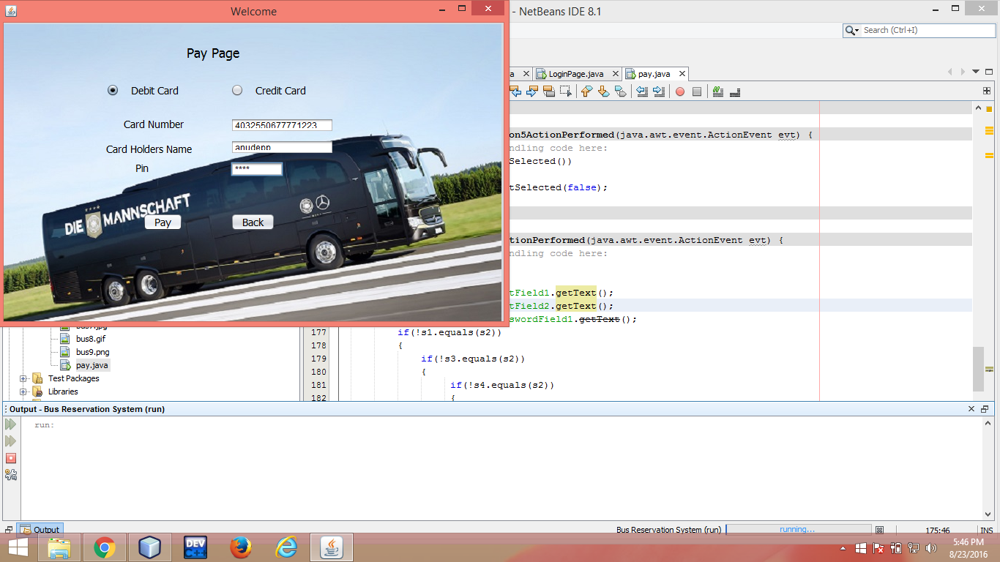 Welcome
- NetBeans IDE 8.1
Search (Ctrl+I)
Pay Page
Debit Card
Credit Card
Card Number
4032550677771223
Card Holders Name
anudepp
Pin
****
DIE MANNSCHAFT
Pay
Back
a
LoginPage.java
pay.java
on5ActionPerformed(java.awt.event.ActionEvent evt) {
ndling code here:
Selected())
tSelected(false);
tionPerformed(java.awt.event.ActionEvent evt) {
ndling code here:
tField1.getText();
tField2.getText();
swordField1.getText();
177 if(!s1.equals(s2))
178 {
179 if(!s3.equals(s2))
180 {
181 if(!s4.equals(s2))
182 {
bus7.jpg
bus8.gif
bus9.png
pay.java
Test Packages
Libraries
Output - Bus Reservation System (run)
run:
Output
Bus Reservation System (run)
running...
175:46
INS
DEV
C++
5:46 PM
8/23/2016